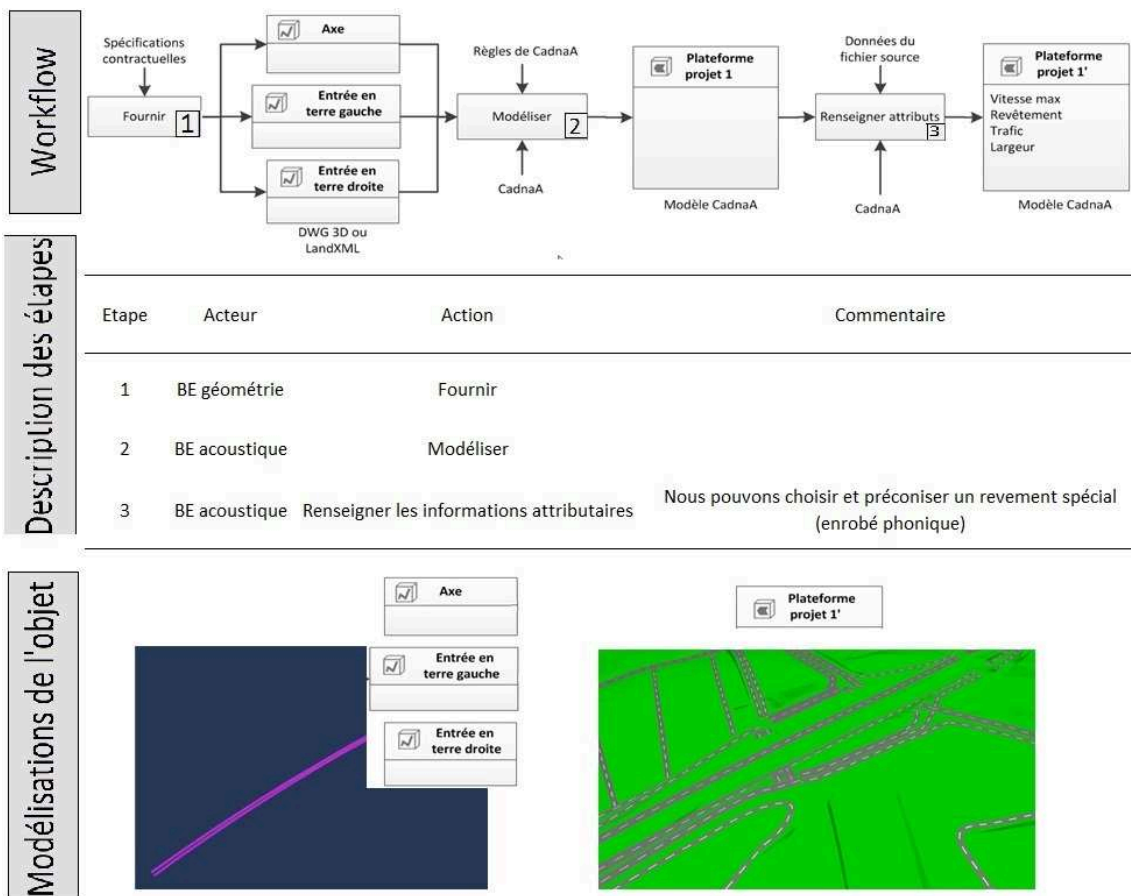 Workflow
Spécifications
contractuelles
Fournir
1
Axe
Entrée en
terre gauche
Entrée en
terre droite
DWG 3D ou
LandXML
Règles de CadnaA
Modéliser
2
CadnaA
Plateforme
projet 1
Modèle CadnaA
Données du
fichier source
Renseigner attributs
3
CadnaA
Plateforme
projet 1'
Vitesse max
Revêtement
Trafic
Largeur
Modèle CadnaA
Description des étapes
Etape Acteur Action Commentaire
1 BE géométrie Fournir
2 BE acoustique Modéliser
3 BE acoustique Renseigner les informations attributaires Nous pouvons choisir et préconiser un revement spécial
(enrobé phonique)
Modélisations de l'objet
Axe
Entrée en
terre gauche
Entrée en
terre droite
Plateforme
projet 1'